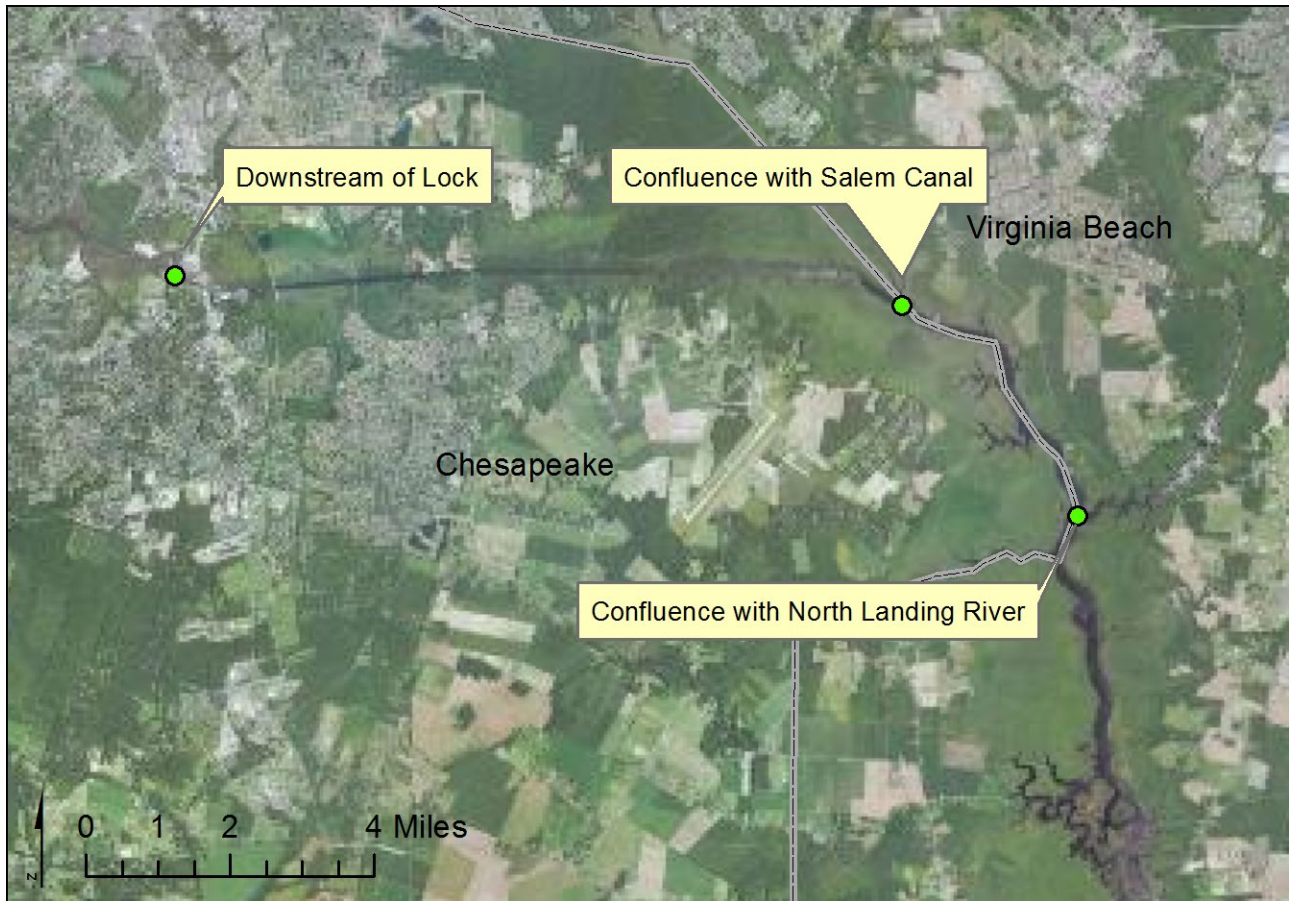 Downstream of Lock
Confluence with Salem Canal
Virginia Beach
Chesapeake
Confluence with North Landing River
0 1 2 4 Miles
N